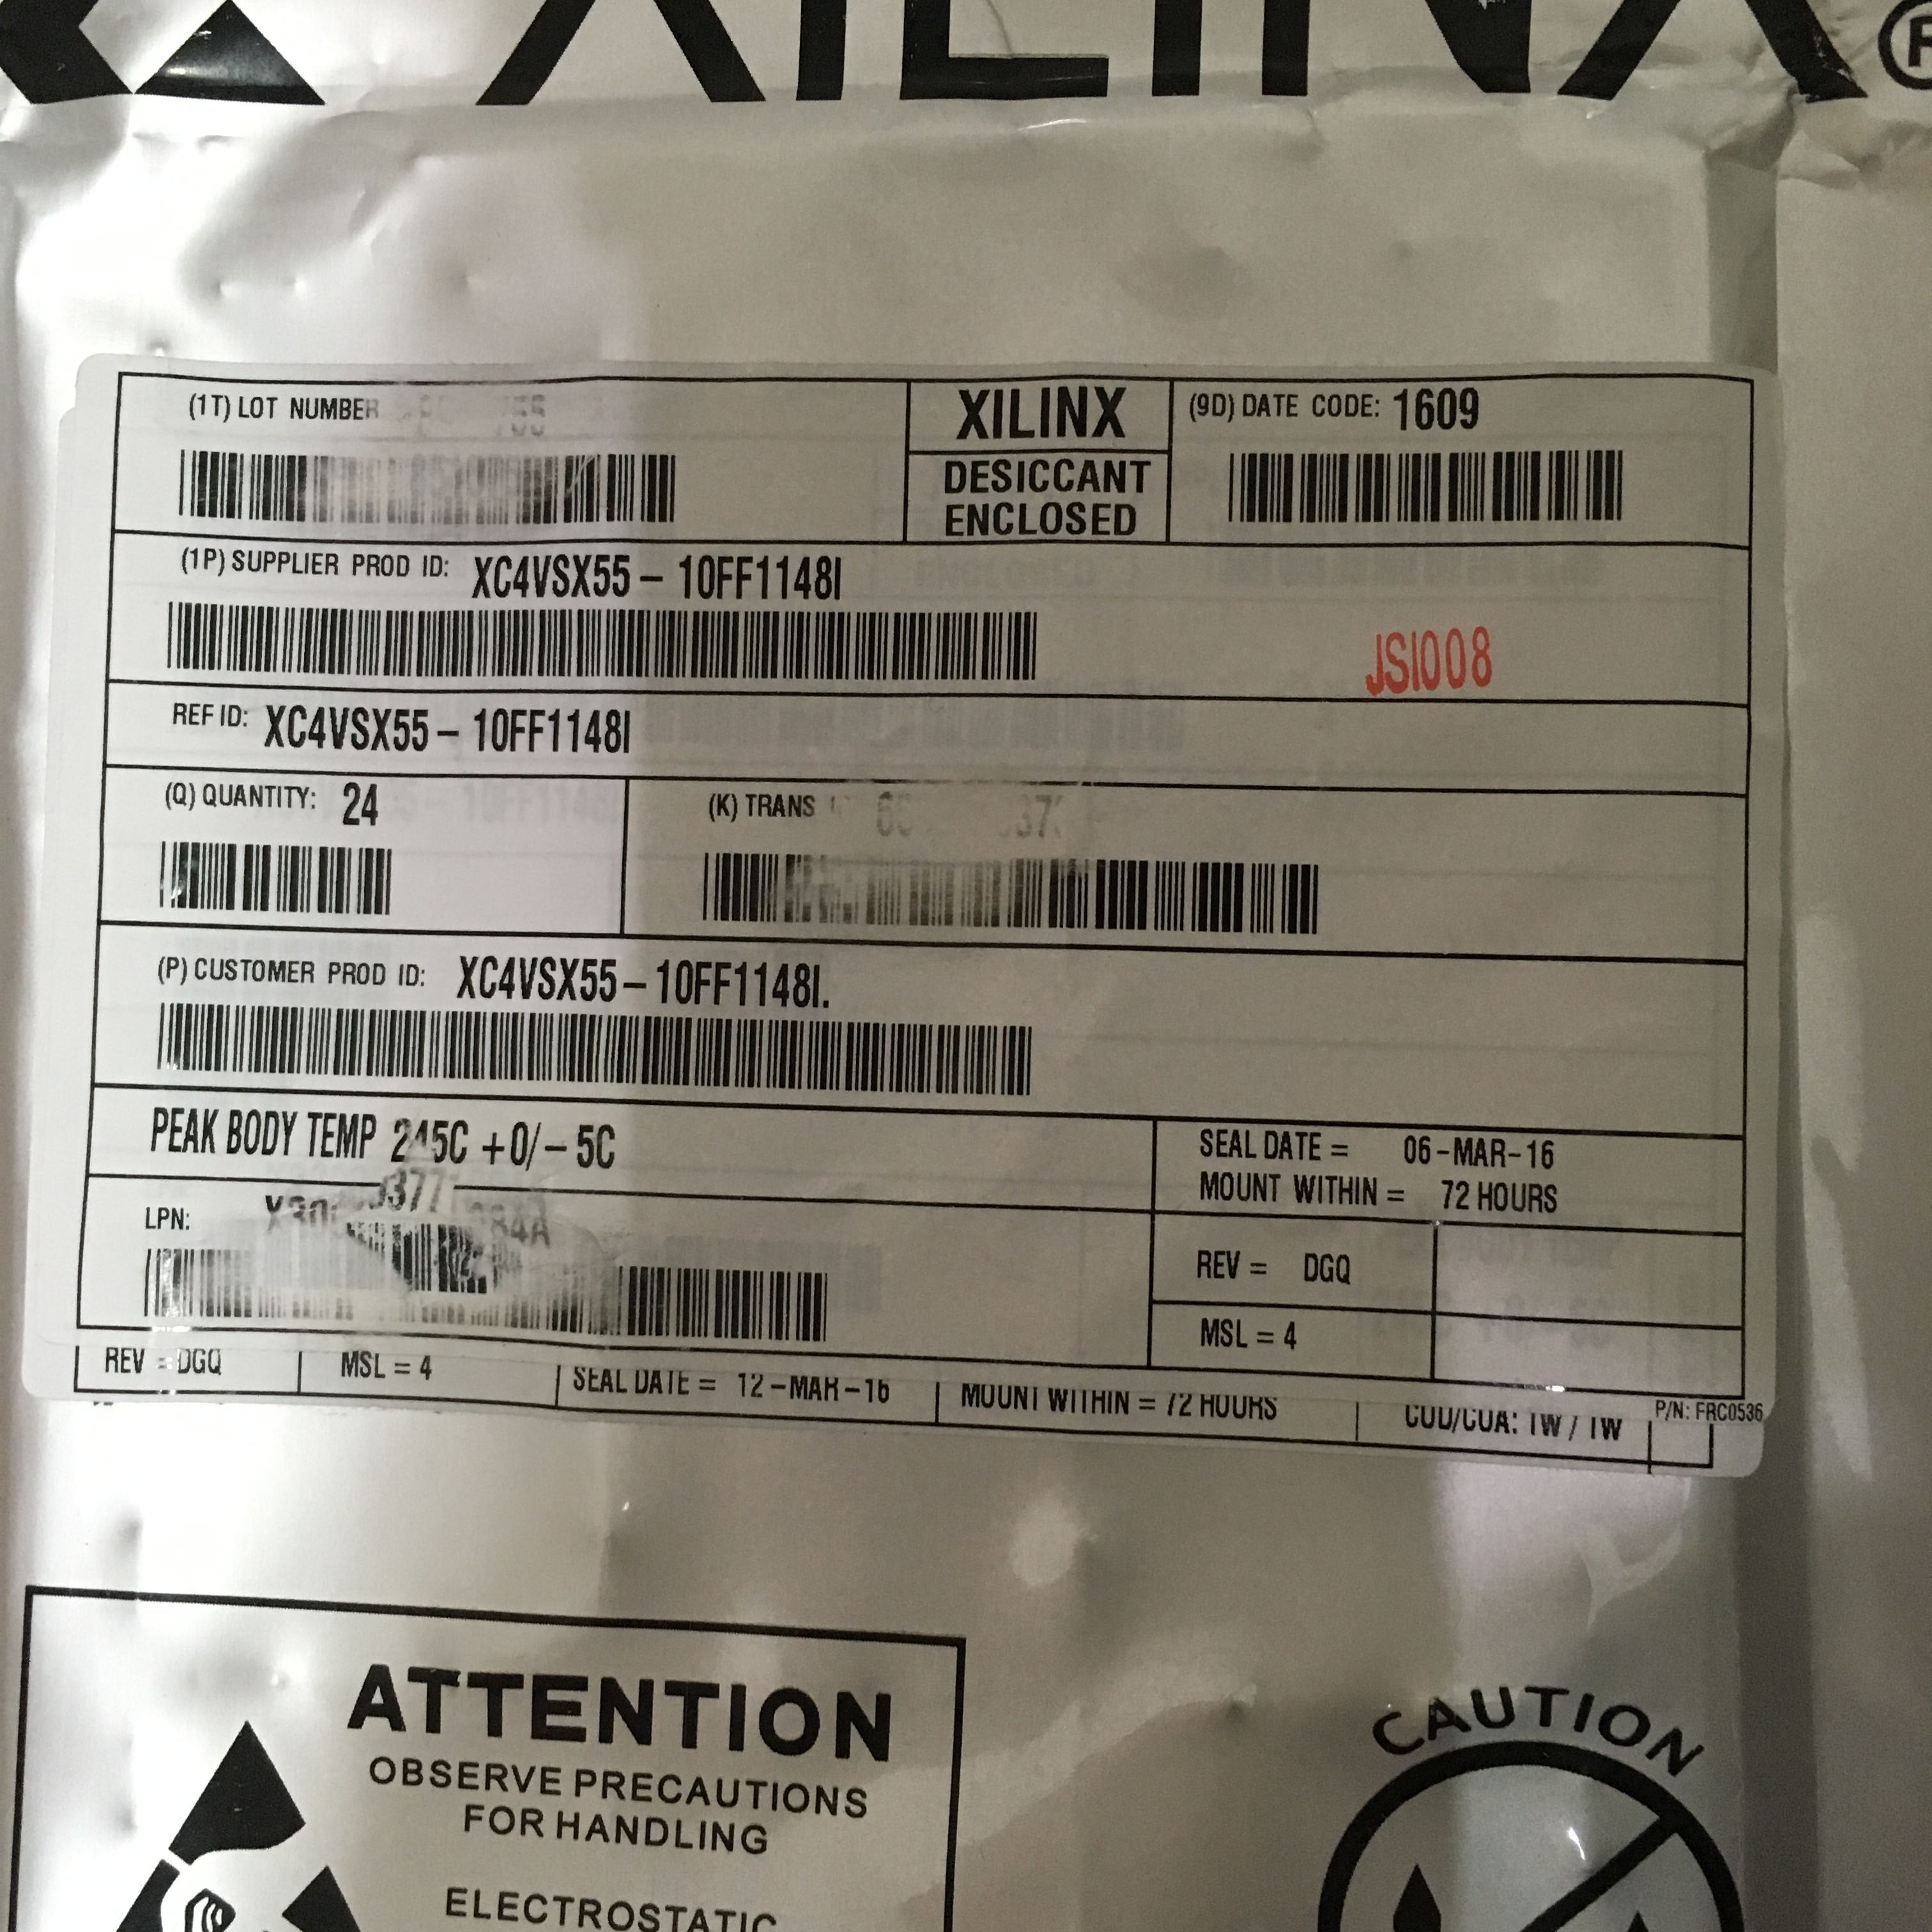 XILINX
(1T) LOT NUMBER
XILINX
DESICCANT
ENCLOSED
(9D) DATE CODE: 1609
(1P) SUPPLIER PROD ID: XC4VSX55 – 10FF1148I
JSI008
REF ID: XC4VSX55 – 10FF1148I
(Q) QUANTITY: 24
(K) TRANS
(P) CUSTOMER PROD ID: XC4VSX55 – 10FF1148I.
PEAK BODY TEMP 245C +0/– 5C
SEAL DATE = 06-MAR-16
MOUNT WITHIN = 72 HOURS
LPN:
REV = DGQ
MSL = 4
REV = DGQ
MSL = 4
SEAL DATE = 12-MAR-16
MOUNT WITHIN = 72 HOURS
COO/COA: TW / TW
P/N: FRC0536
ATTENTION
OBSERVE PRECAUTIONS
FOR HANDLING
ELECTROSTATIC
CAUTION